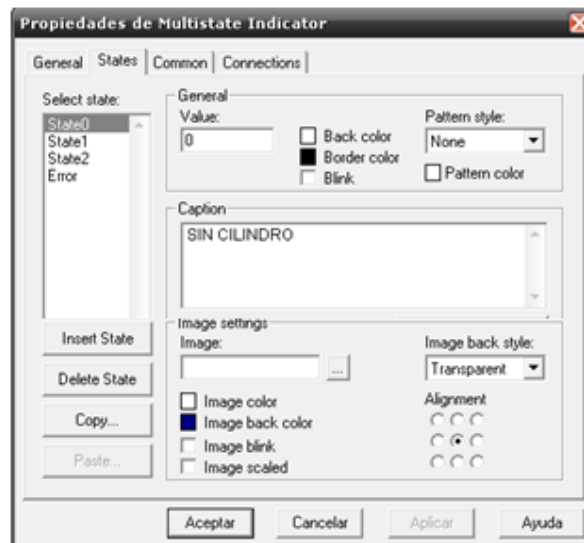 Propiedades de Multistate Indicator
General States Common Connections
Select state:
State0
State1
State2
Error
Insert State
Delete State
Copy...
Paste...
General
Value:
0
Back color
Border color
Blink
Pattern style:
None
Pattern color
Caption
SIN CILINDRO
Image settings
Image:
...
Image color
Image back color
Image blink
Image scaled
Image back style:
Transparent
Alignment
Aceptar Cancelar Aplicar Ayuda